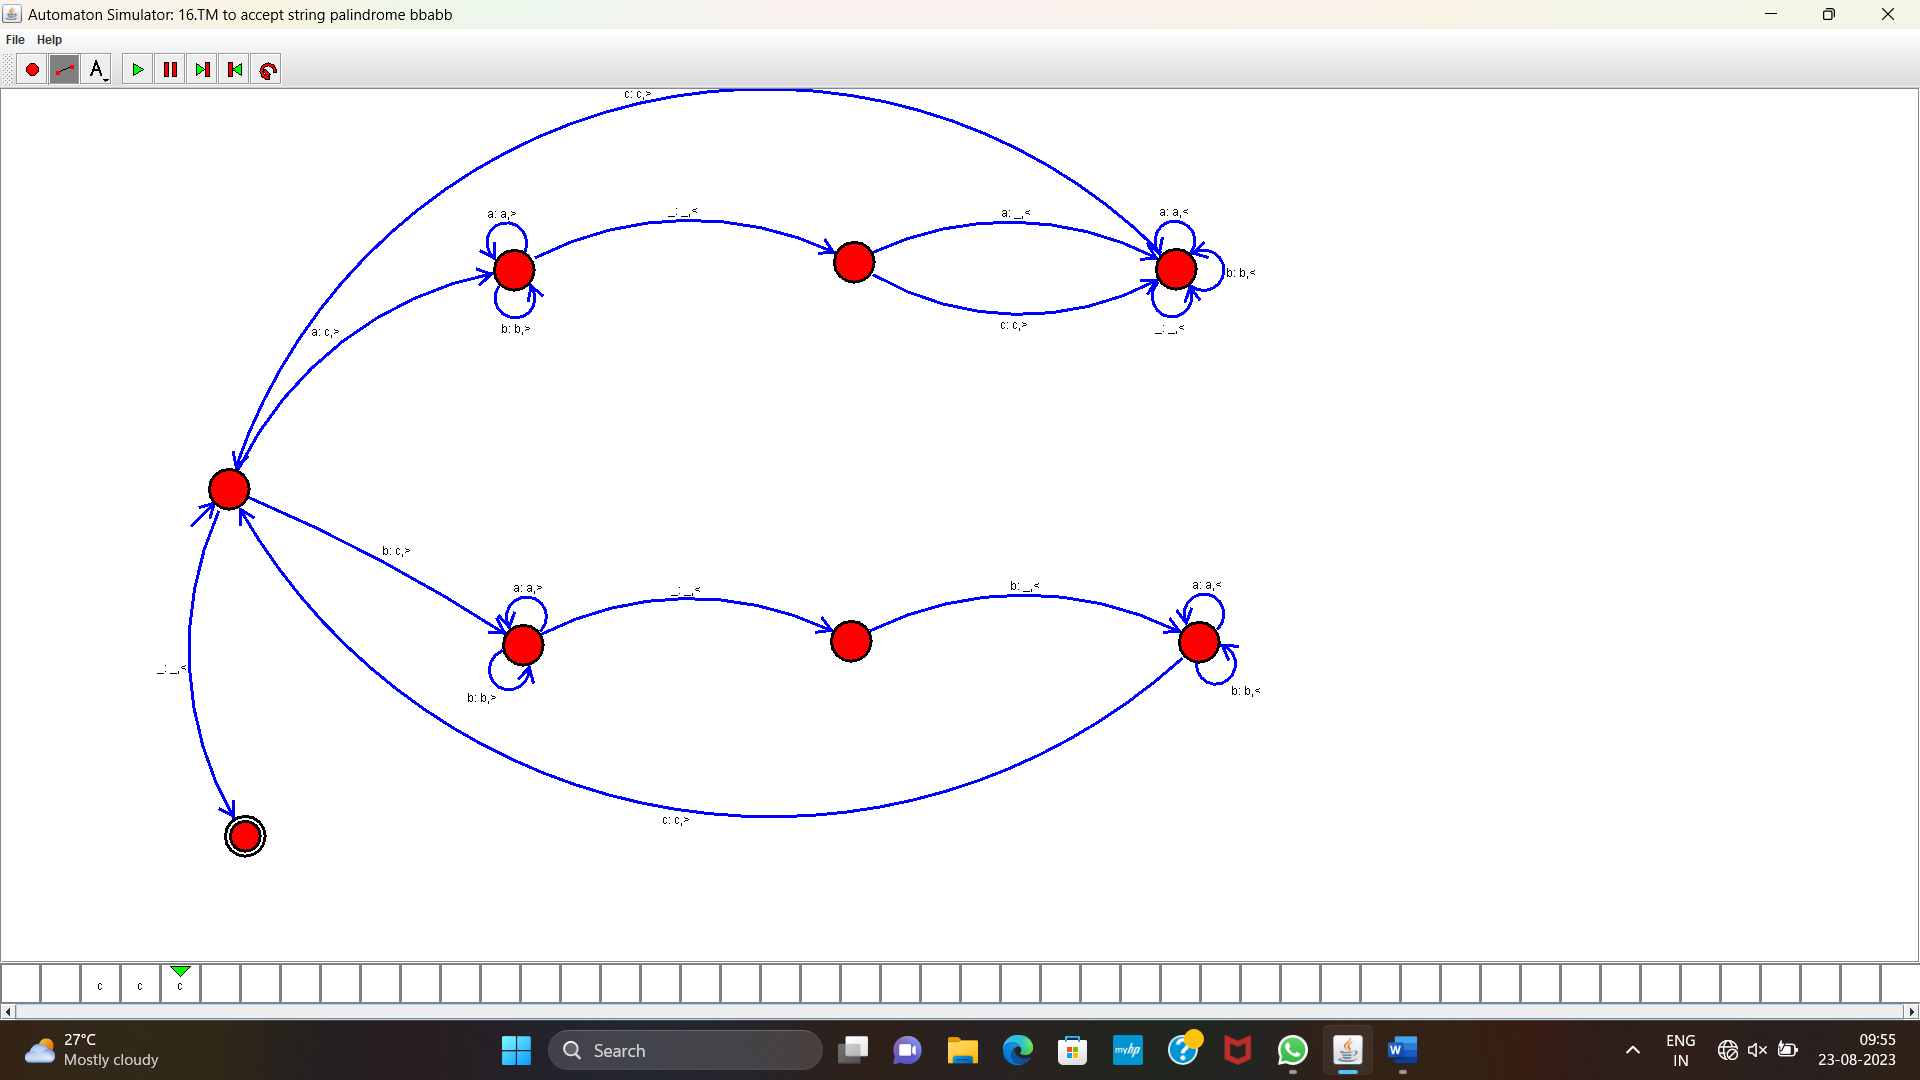 Automaton Simulator: 16.TM to accept string palindrome bbabb
File Help
A
c: c,>
a: a,>
_: _,<
a: _,<
a: a,<
b: b,<
b: b,>
c: c,>
_: _,<
a: c,>
b: c,>
a: a,>
_: _,<
b: _,<
a: a,<
_: _,<
b: b,>
b: b,<
c: c,>
c c c
27°C
Mostly cloudy
Search
myhp
W
ENG
IN
09:55
23-08-2023